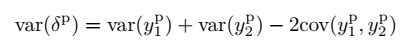 var(δ^p) = var(y_1^p) + var(y_2^p) − 2cov(y_1^p, y_2^p)